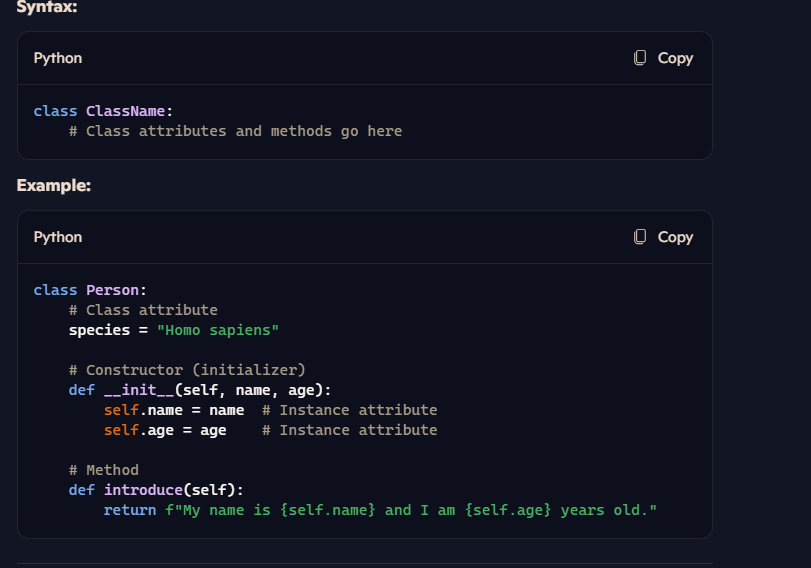 Syntax:
Python
Copy
class ClassName:
    # Class attributes and methods go here
Example:
Python
Copy
class Person:
    # Class attribute
    species = "Homo sapiens"

    # Constructor (initializer)
    def __init__(self, name, age):
        self.name = name  # Instance attribute
        self.age = age    # Instance attribute

    # Method
    def introduce(self):
        return f"My name is {self.name} and I am {self.age} years old."